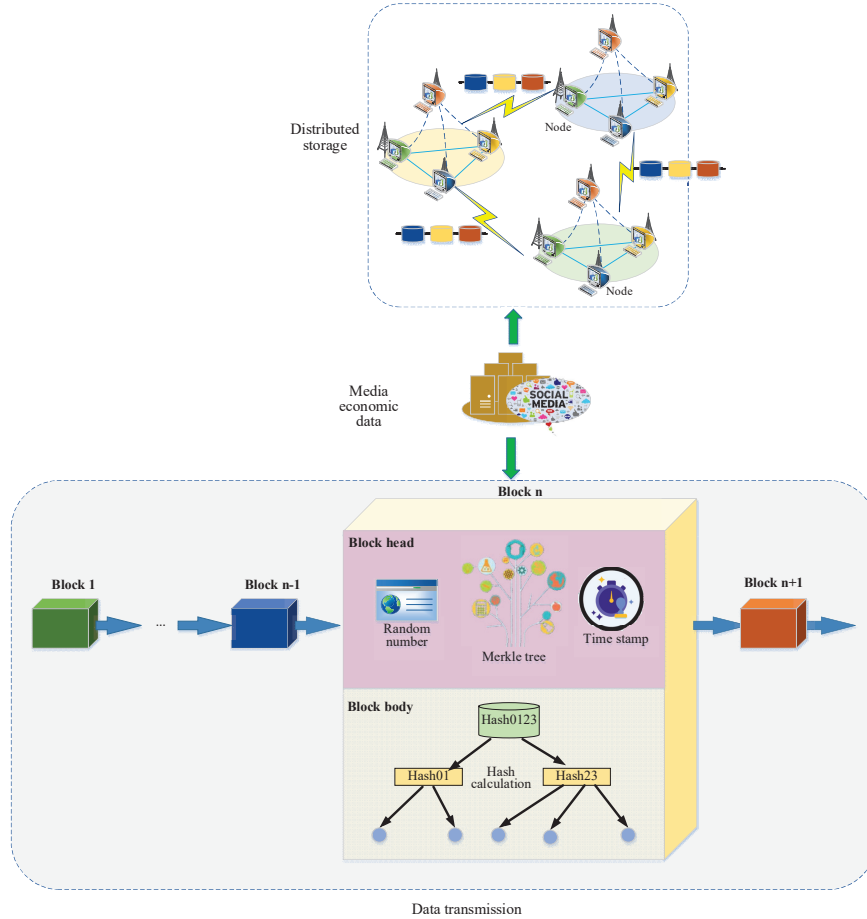 Distributed
storage
Node
Node
Media
economic
data
SOCIAL
MEDIA
Block n
Block head
Block 1
Block n-1
Block n+1
...
Random
number
Merkle tree
Time stamp
Block body
Hash0123
Hash01
Hash
calculation
Hash23
Data transmission